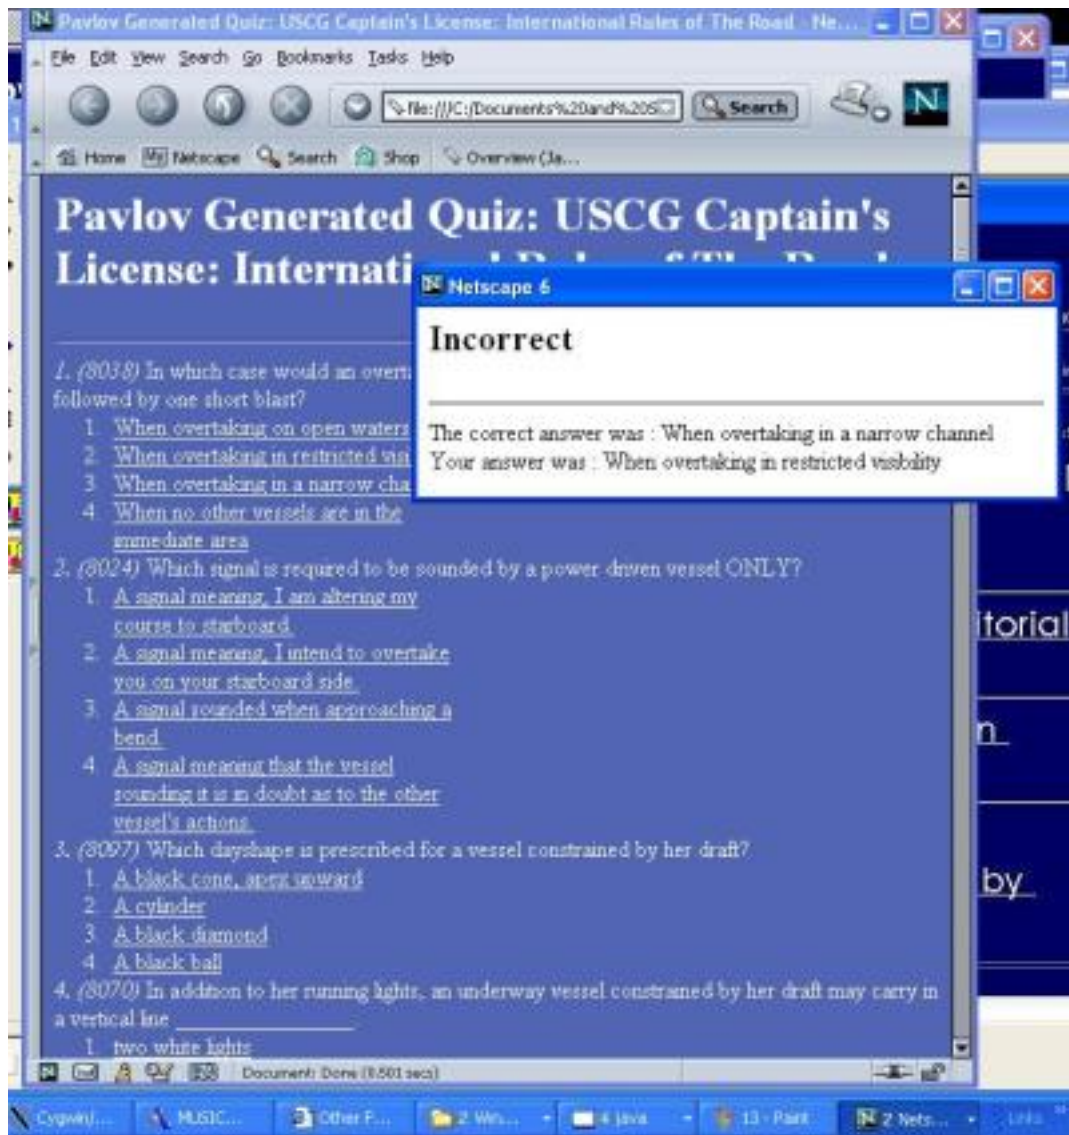 Pavlov Generated Quiz: USCG Captain's License: International Rules of The Road - Ne...
File Edit View Search Go Bookmarks Tasks Help
file:///C:/Documents%20and%20S
Search
N
Home My Netscape Search Shop Overview (Ja...
Pavlov Generated Quiz: USCG Captain's
License: Internati
Netscape 6
Incorrect
The correct answer was : When overtaking in a narrow channel
Your answer was : When overtaking in restricted visibility
1. (8038) In which case would an overt
followed by one short blast?
1. When overtaking on open waters
2. When overtaking in restricted visi
3. When overtaking in a narrow cha
4. When no other vessels are in the
immediate area
2. (8024) Which signal is required to be sounded by a power driven vessel ONLY?
1. A signal meaning, I am altering my
course to starboard.
2. A signal meaning, I intend to overtake
you on your starboard side.
3. A signal sounded when approaching a
bend.
4. A signal meaning that the vessel
sounding it is in doubt as to the other
vessel's actions.
3. (8097) Which dayshape is prescribed for a vessel constrained by her draft?
1. A black cone, apex upward
2. A cylinder
3. A black diamond
4. A black ball
4. (8070) In addition to her running lights, an underway vessel constrained by her draft may carry in
a vertical line
1. two white lights
Document: Done (0.501 secs)
itorial
n
by
Cygwin/... MUSIC... Other F... 2 Win... 4 java 13 - Paint 2 Nets... Links